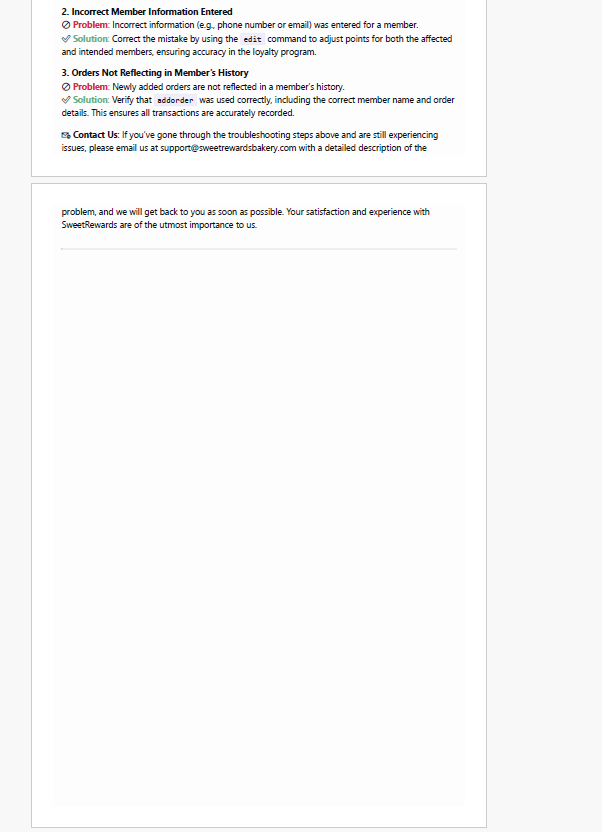 2. Incorrect Member Information Entered
Problem: Incorrect information (e.g., phone number or email) was entered for a member.
Solution: Correct the mistake by using the edit command to adjust points for both the affected
and intended members, ensuring accuracy in the loyalty program.
3. Orders Not Reflecting in Member's History
Problem: Newly added orders are not reflected in a member's history.
Solution: Verify that addorder was used correctly, including the correct member name and order
details. This ensures all transactions are accurately recorded.
Contact Us: If you've gone through the troubleshooting steps above and are still experiencing
issues, please email us at support@sweetrewardsbakery.com with a detailed description of the
problem, and we will get back to you as soon as possible. Your satisfaction and experience with
SweetRewards are of the utmost importance to us.